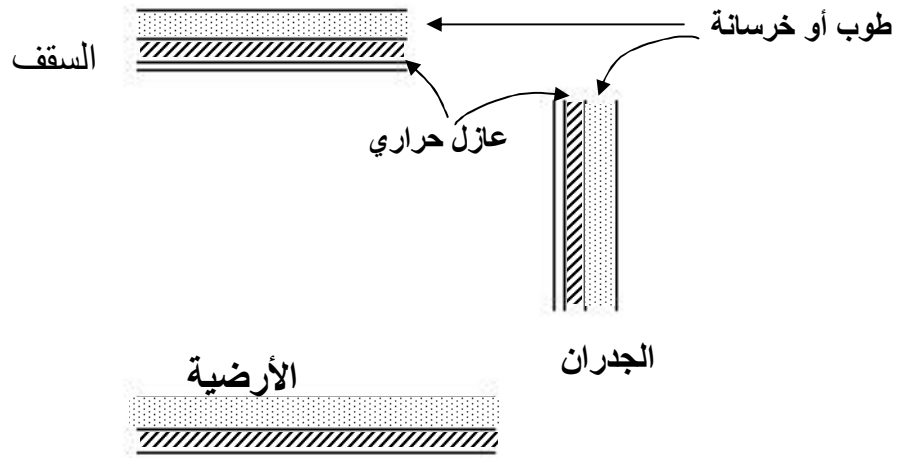 طوب أو خرسانة
السقف
عازل حراري
الجدران
الأرضية